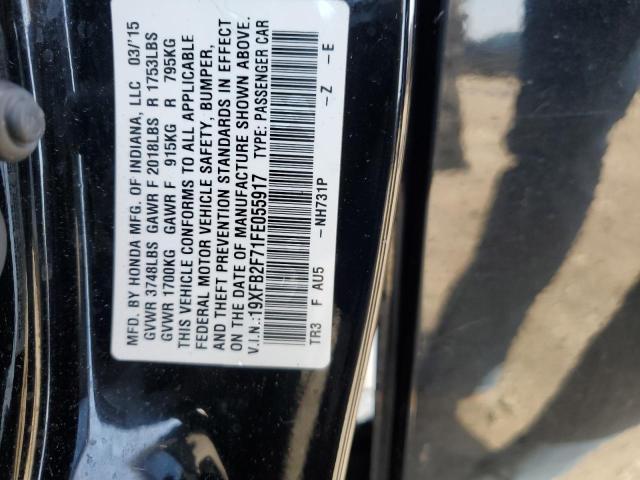 MFD. BY HONDA MFG. OF INDIANA, LLC 03/'15
GVWR 3748LBS GAWR F 2018LBS R 1753LBS
GVWR 1700KG GAWR F 915KG R 795KG
THIS VEHICLE CONFORMS TO ALL APPLICABLE
FEDERAL MOTOR VEHICLE SAFETY, BUMPER,
AND THEFT PREVENTION STANDARDS IN EFFECT
ON THE DATE OF MANUFACTURE SHOWN ABOVE.
V.I.N.:19XFB2F71FE055917 TYPE: PASSENGER CAR
TR3 F AU5 -NH731P -Z -E